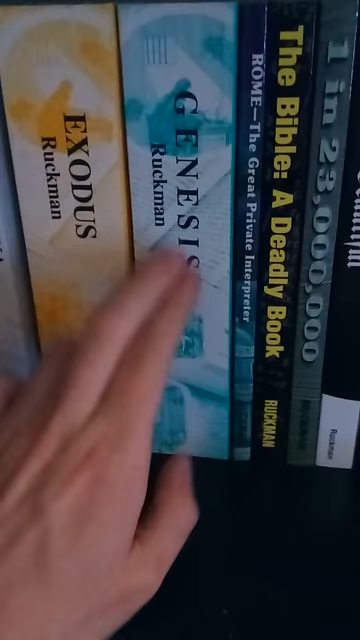 EXODUS
Ruckman
GENESIS
Ruckman
ROME—The Great Private Interpreter
The Bible: A Deadly Book
RUCKMAN
1 in 23,000,000
Ruckman